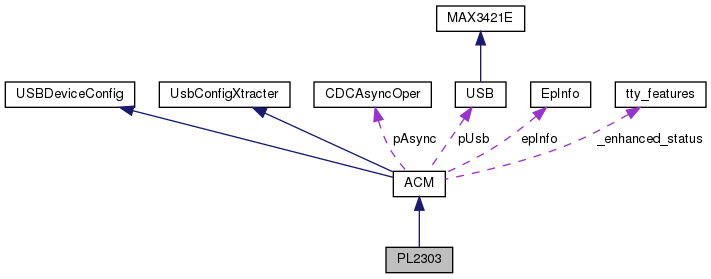 MAX3421E
USBDeviceConfig
UsbConfigXtracter
CDCAsyncOper
USB
EpInfo
tty_features
pAsync
pUsb
epInfo
_enhanced_status
ACM
PL2303